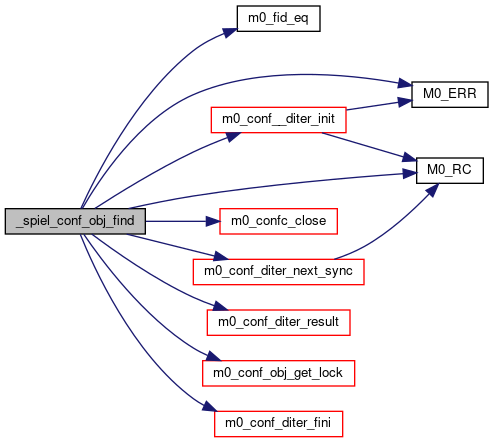 m0_fid_eq
M0_ERR
m0_conf__diter_init
M0_RC
_spiel_conf_obj_find
m0_confc_close
m0_conf_diter_next_sync
m0_conf_diter_result
m0_conf_obj_get_lock
m0_conf_diter_fini